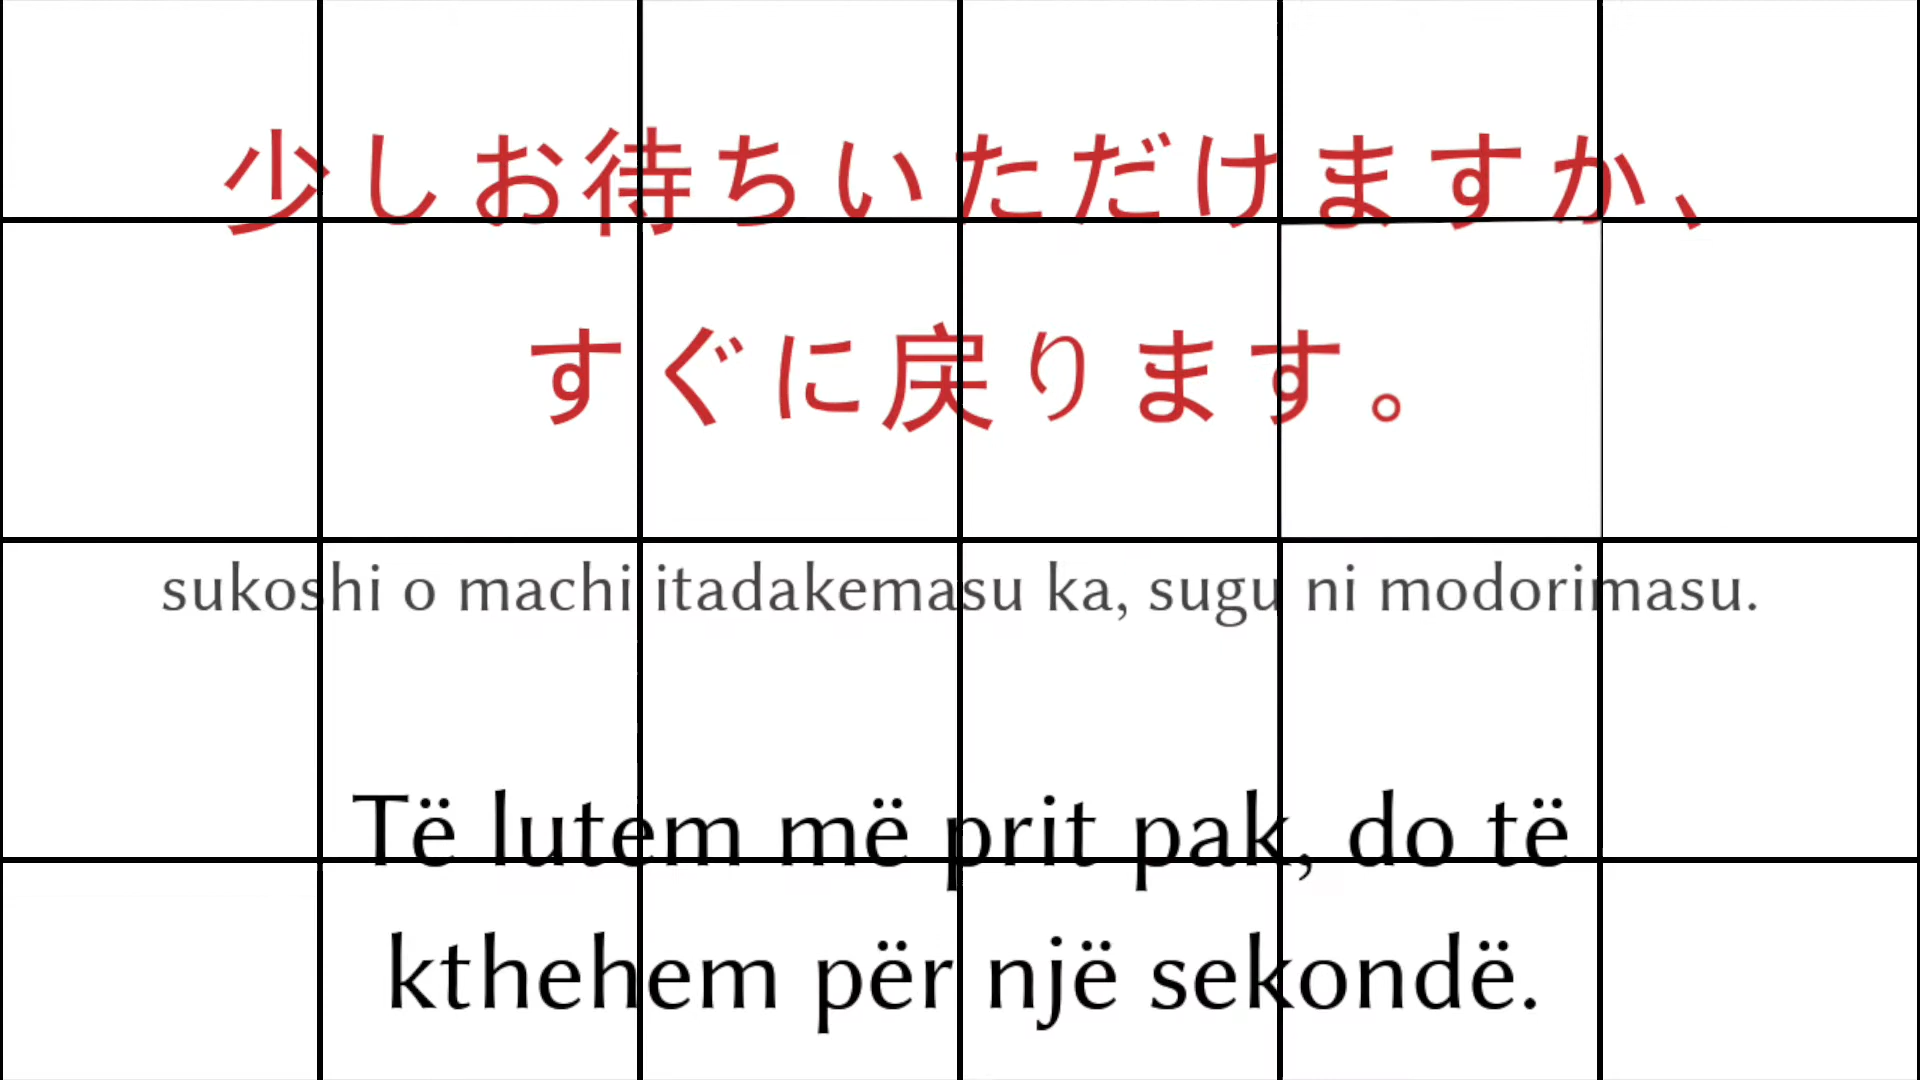 少しお待ちいただけますか、
すぐに戻ります。
sukoshi o machi itadakemasu ka, sugu ni modorimasu.
Të lutem më prit pak, do të
kthehem për një sekondë.